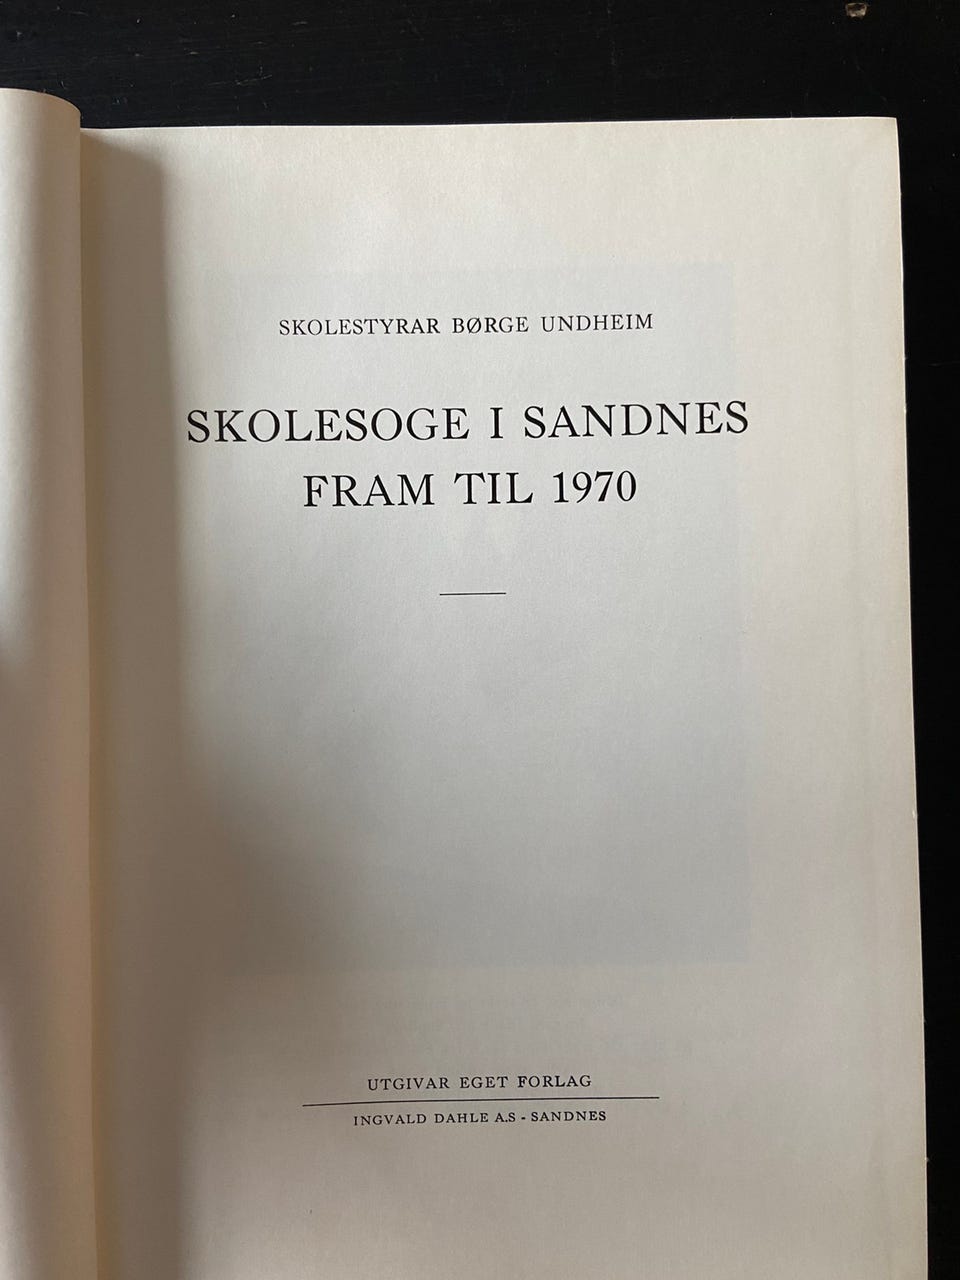 SKOLESTYRAR BØRGE UNDHEIM
SKOLESOGE I SANDNES
FRAM TIL 1970
UTGIVAR EGET FORLAG
INGVALD DAHLE A.S - SANDNES